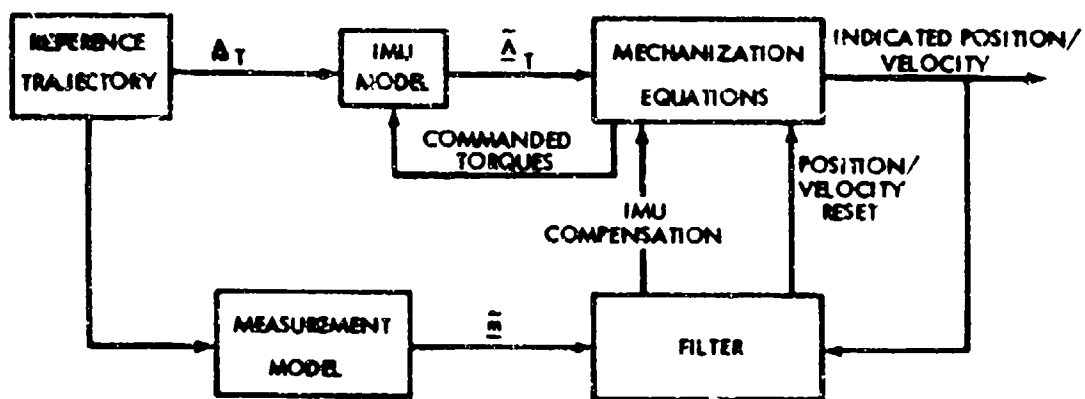 REFERENCE
TRAJECTORY
Δ T
IMU
MODEL
Λ̲̃ T
MECHANIZATION
EQUATIONS
INDICATED POSITION/
VELOCITY
COMMANDED
TORQUES
IMU
COMPENSATION
POSITION/
VELOCITY
RESET
MEASUREMENT
MODEL
m̲̃
FILTER